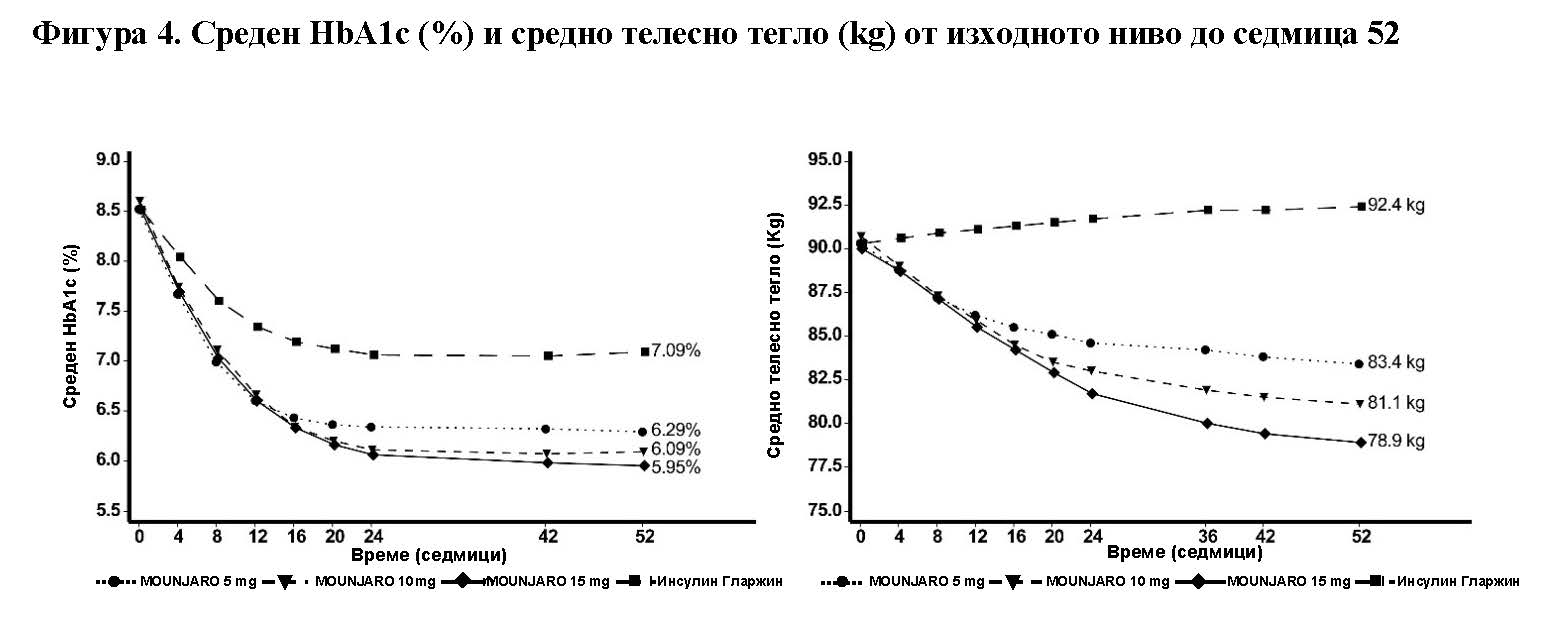 Фигура 4. Среден HbA1c (%) и средно телесно тегло (kg) от изходното ниво до седмица 52
Среден HbA1c (%)
9.0
8.5
8.0
7.5
7.0
6.5
6.0
5.5
7.09%
6.29%
6.09%
5.95%
0 4 8 12 16 20 24 42 52
Време (седмици)
MOUNJARO 5 mg MOUNJARO 10 mg MOUNJARO 15 mg Инсулин Гларжин
Средно телесно тегло (Kg)
95.0
92.5
90.0
87.5
85.0
82.5
80.0
77.5
75.0
92.4 kg
83.4 kg
81.1 kg
78.9 kg
0 4 8 12 16 20 24 36 42 52
Време (седмици)
MOUNJARO 5 mg MOUNJARO 10 mg MOUNJARO 15 mg Инсулин Гларжин